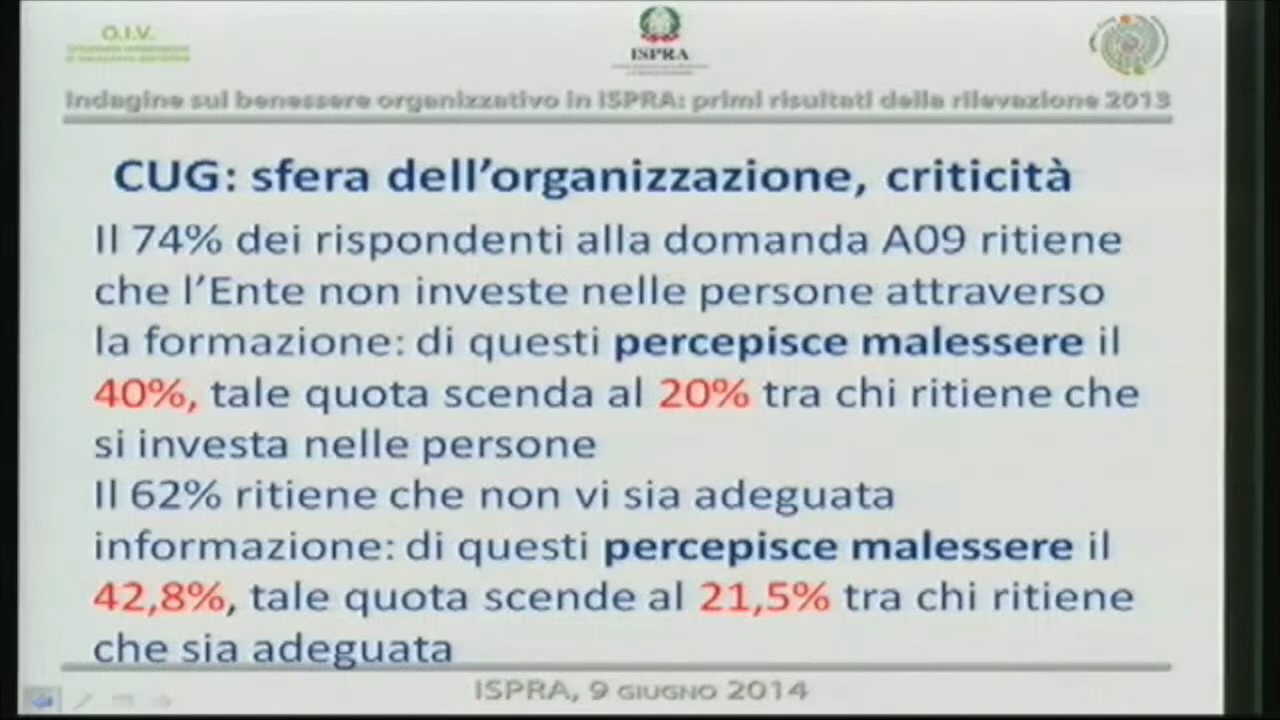 O.I.V.
ISPRA
Indagine sul benessere organizzativo in ISPRA: primi risultati della rilevazione 2013
CUG: sfera dell'organizzazione, criticità
Il 74% dei rispondenti alla domanda A09 ritiene
che l'Ente non investe nelle persone attraverso
la formazione: di questi percepisce malessere il
40%, tale quota scenda al 20% tra chi ritiene che
si investa nelle persone
Il 62% ritiene che non vi sia adeguata
informazione: di questi percepisce malessere il
42,8%, tale quota scende al 21,5% tra chi ritiene
che sia adeguata
ISPRA, 9 GIUGNO 2014